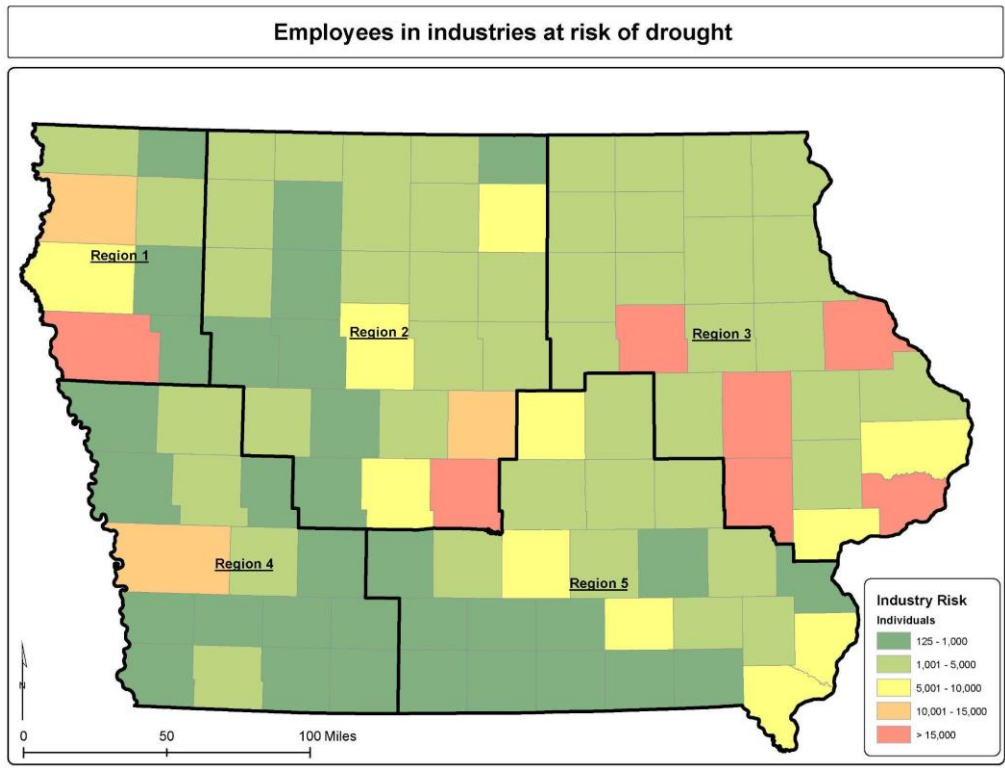 Employees in industries at risk of drought
Region 1
Region 2
Region 3
Region 4
Region 5
Industry Risk
Individuals
125 - 1,000
1,001 - 5,000
5,001 - 10,000
10,001 - 15,000
> 15,000
N
0 50 100 Miles